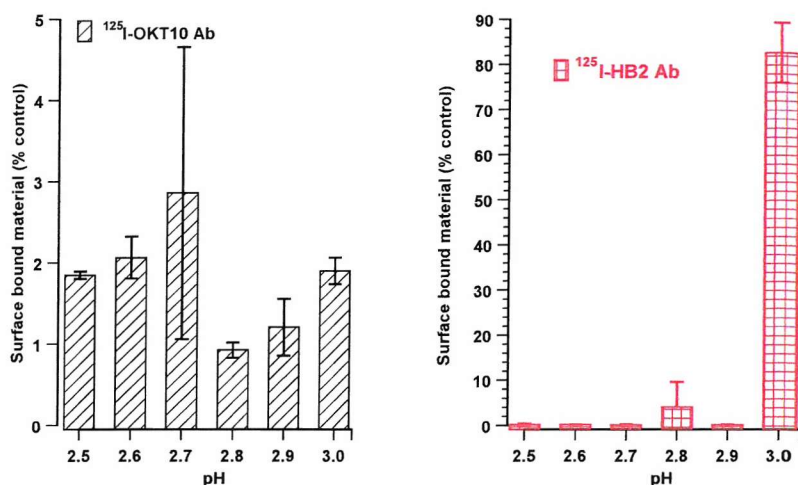 ¹²⁵I-OKT10 Ab
Surface bound material (% control)
5
4
3
2
1
0
2.5 2.6 2.7 2.8 2.9 3.0
pH
¹²⁵I-HB2 Ab
Surface bound material (% control)
90
80
70
60
50
40
30
20
10
0
2.5 2.6 2.7 2.8 2.9 3.0
pH